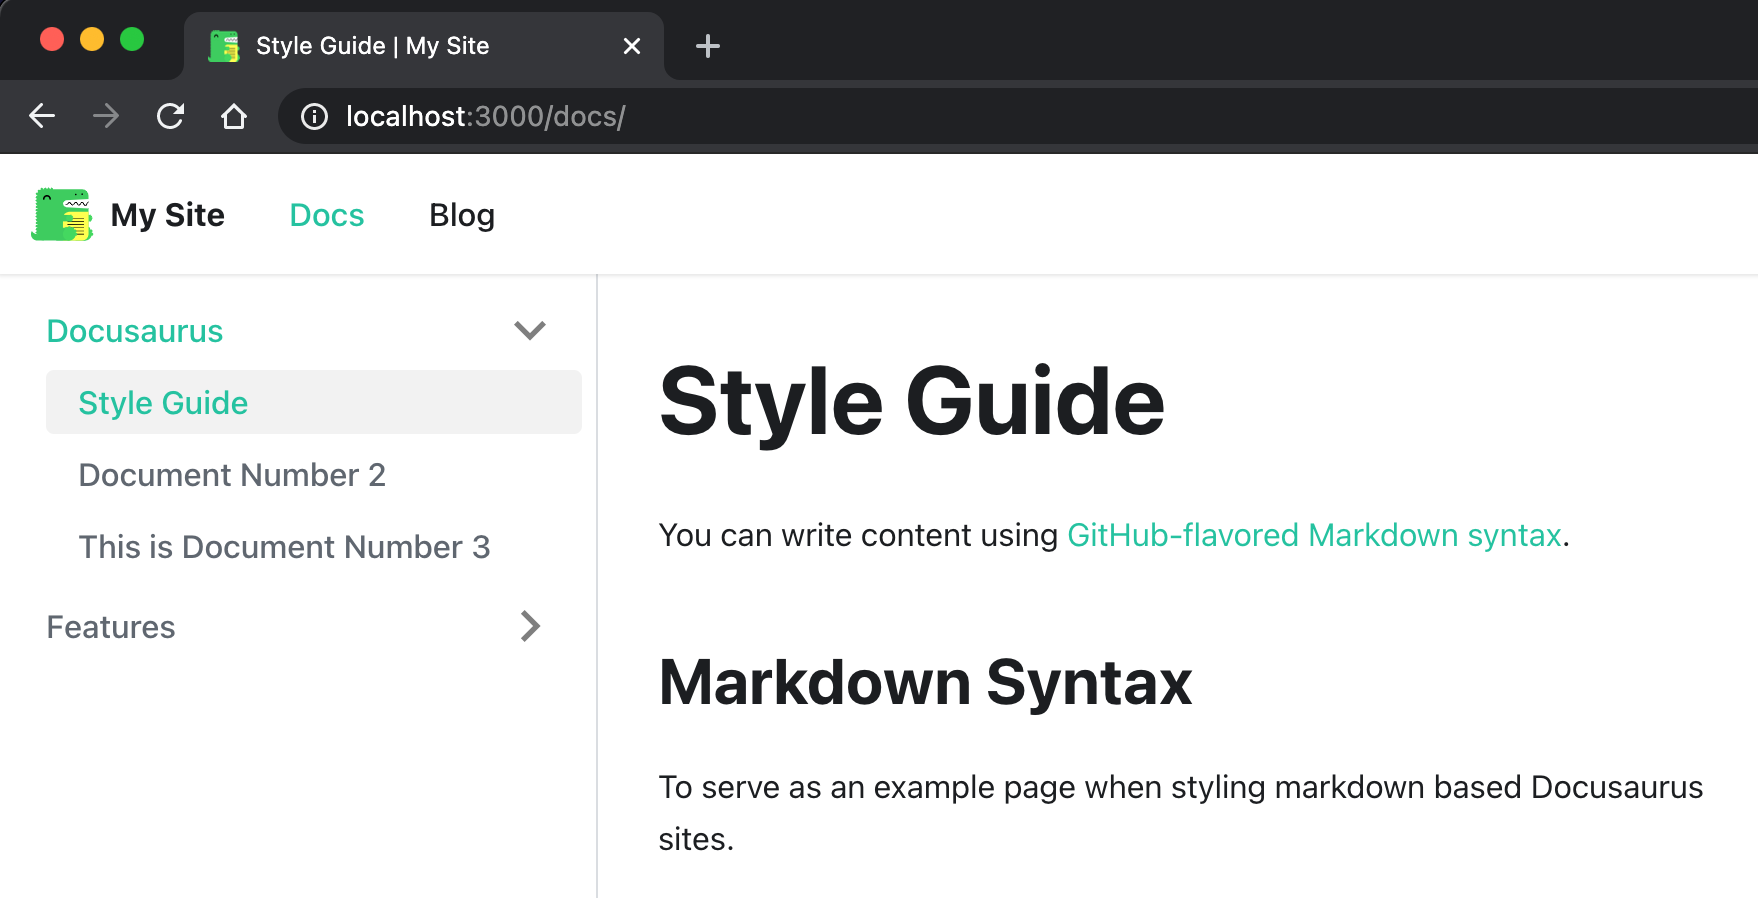 Style Guide | My Site
localhost:3000/docs/
My Site Docs Blog
Docusaurus
Style Guide
Document Number 2
This is Document Number 3
Features
Style Guide
You can write content using GitHub-flavored Markdown syntax.
Markdown Syntax
To serve as an example page when styling markdown based Docusaurus
sites.